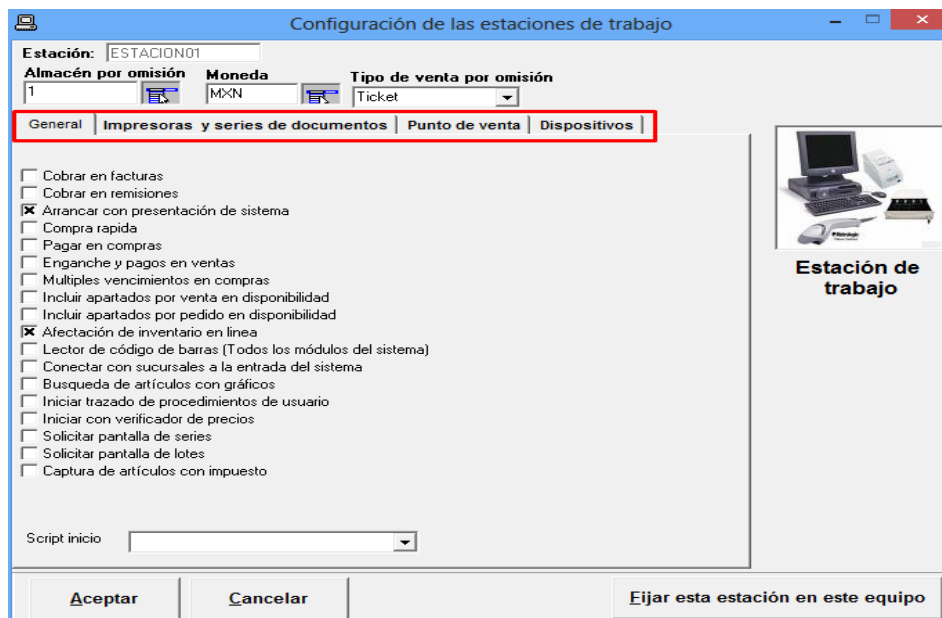 Configuración de las estaciones de trabajo
Estación: ESTACION01
Almacén por omisión Moneda Tipo de venta por omisión
1 MXN Ticket
General Impresoras y series de documentos Punto de venta Dispositivos
Cobrar en facturas
Cobrar en remisiones
Arrancar con presentación de sistema
Compra rapida
Pagar en compras
Enganche y pagos en ventas
Multiples vencimientos en compras
Incluir apartados por venta en disponibilidad
Incluir apartados por pedido en disponibilidad
Afectación de inventario en linea
Lector de código de barras (Todos los módulos del sistema)
Conectar con sucursales a la entrada del sistema
Busqueda de artículos con gráficos
Iniciar trazado de procedimientos de usuario
Iniciar con verificador de precios
Solicitar pantalla de series
Solicitar pantalla de lotes
Captura de artículos con impuesto
Script inicio
Estación de
trabajo
Aceptar Cancelar Fijar esta estación en este equipo